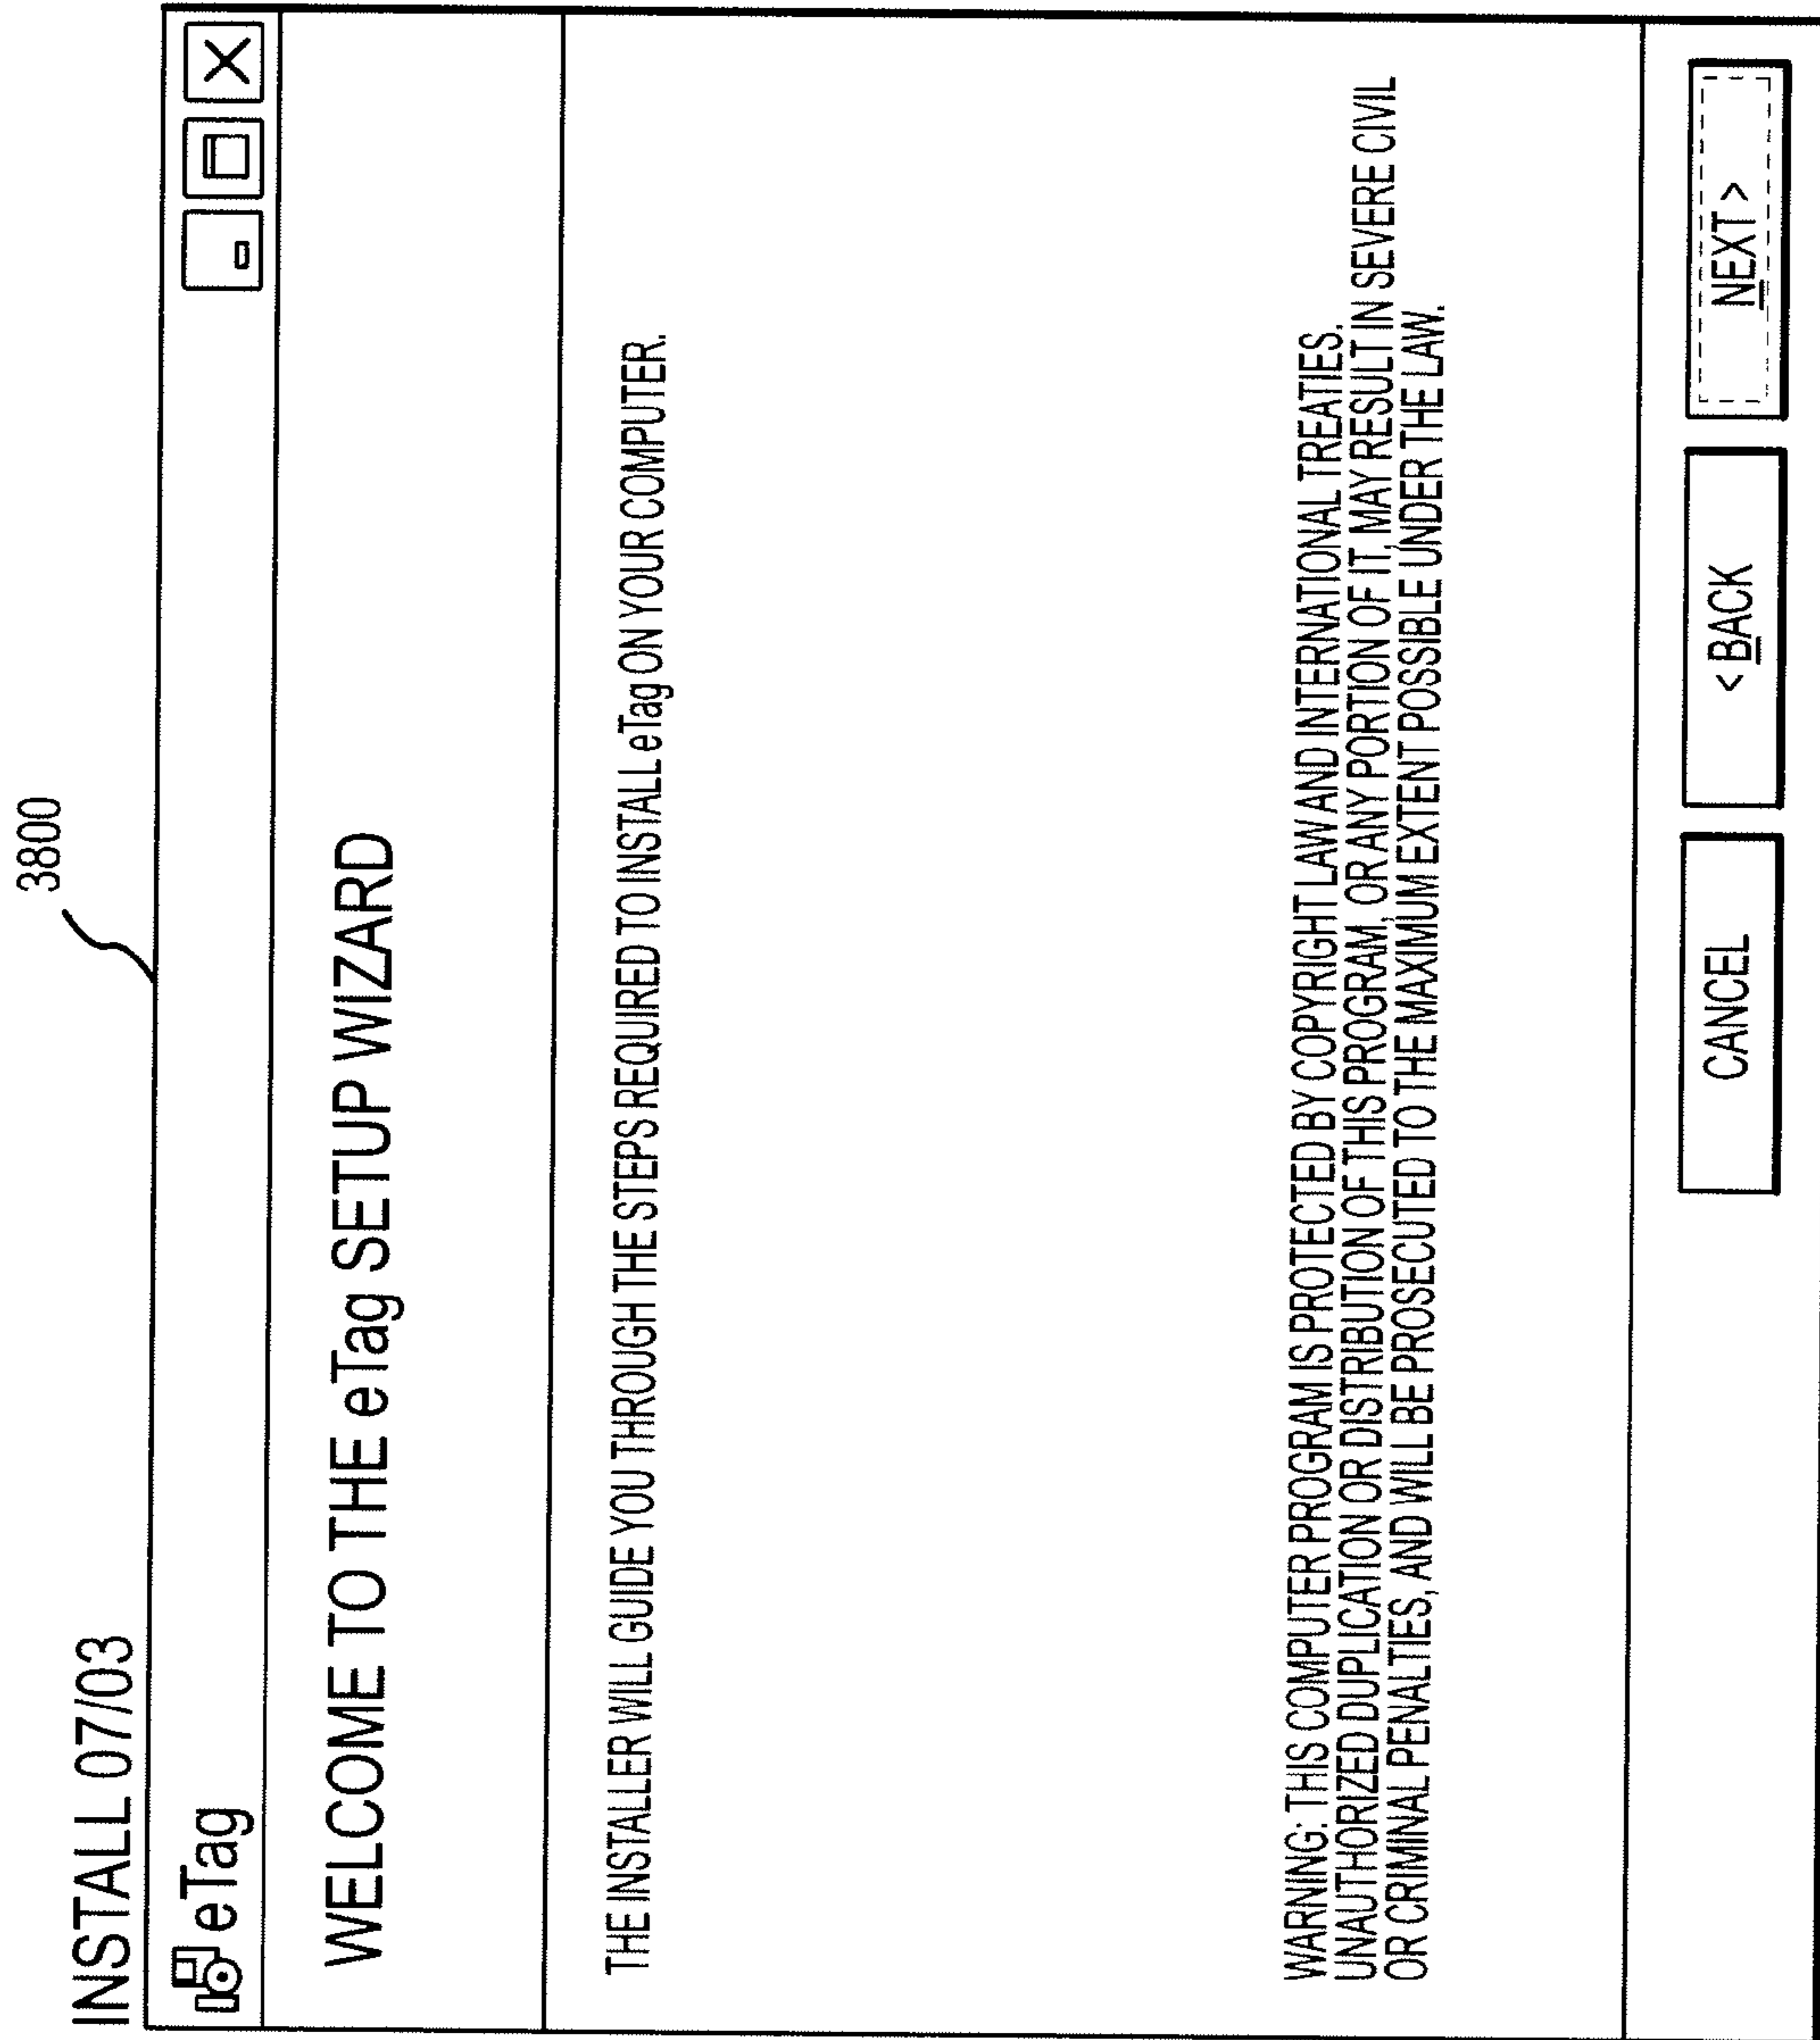 3800
INSTALL 07/03
eTag
WELCOME TO THE eTag SETUP WIZARD
THE INSTALLER WILL GUIDE YOU THROUGH THE STEPS REQUIRED TO INSTALL eTag ON YOUR COMPUTER.
WARNING: THIS COMPUTER PROGRAM IS PROTECTED BY COPYRIGHT LAW AND INTERNATIONAL TREATIES.
UNAUTHORIZED DUPLICATION OR DISTRIBUTION OF THIS PROGRAM, OR ANY PORTION OF IT, MAY RESULT IN SEVERE CIVIL
OR CRIMINAL PENALTIES, AND WILL BE PROSECUTED TO THE MAXIMUM EXTENT POSSIBLE UNDER THE LAW.
CANCEL
< BACK
NEXT >